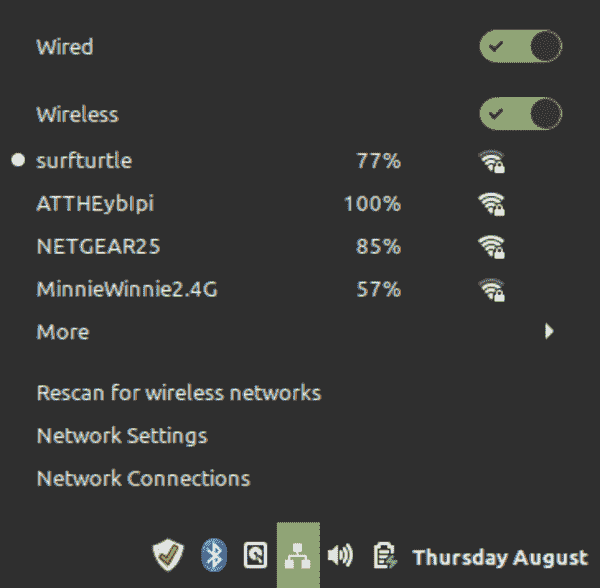 Wired
Wireless
surfturtle 77%
ATTHEybIpi 100%
NETGEAR25 85%
MinnieWinnie2.4G 57%
More
Rescan for wireless networks
Network Settings
Network Connections
Thursday August